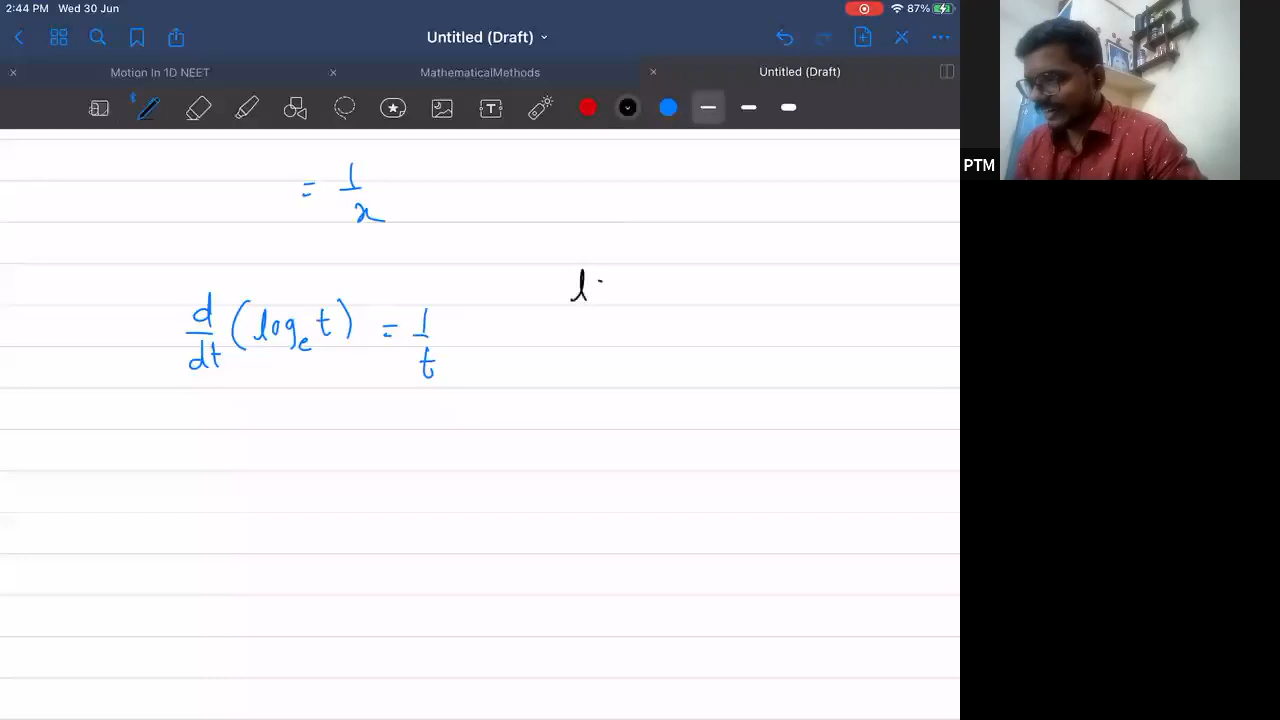 2:44 PM Wed 30 Jun 87%
Untitled (Draft)
Motion In 1D NEET MathematicalMethods Untitled (Draft)
T
PTM
= 1/x
l
d/dt (log_e t) = 1/t